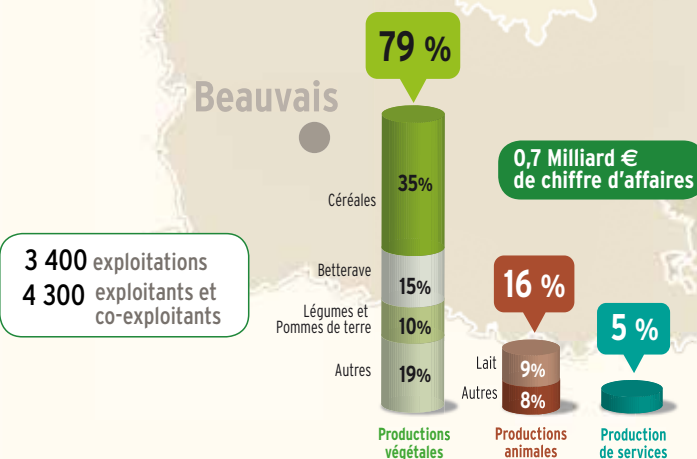 79 %
Beauvais
0,7 Milliard €
de chiffre d'affaires
35%
Céréales
3 400 exploitations
4 300 exploitants et
co-exploitants
Betterave
15%
Légumes et
Pommes de terre
10%
Autres
19%
16 %
Lait
9%
Autres
8%
5 %
Productions
végétales
Productions
animales
Production
de services